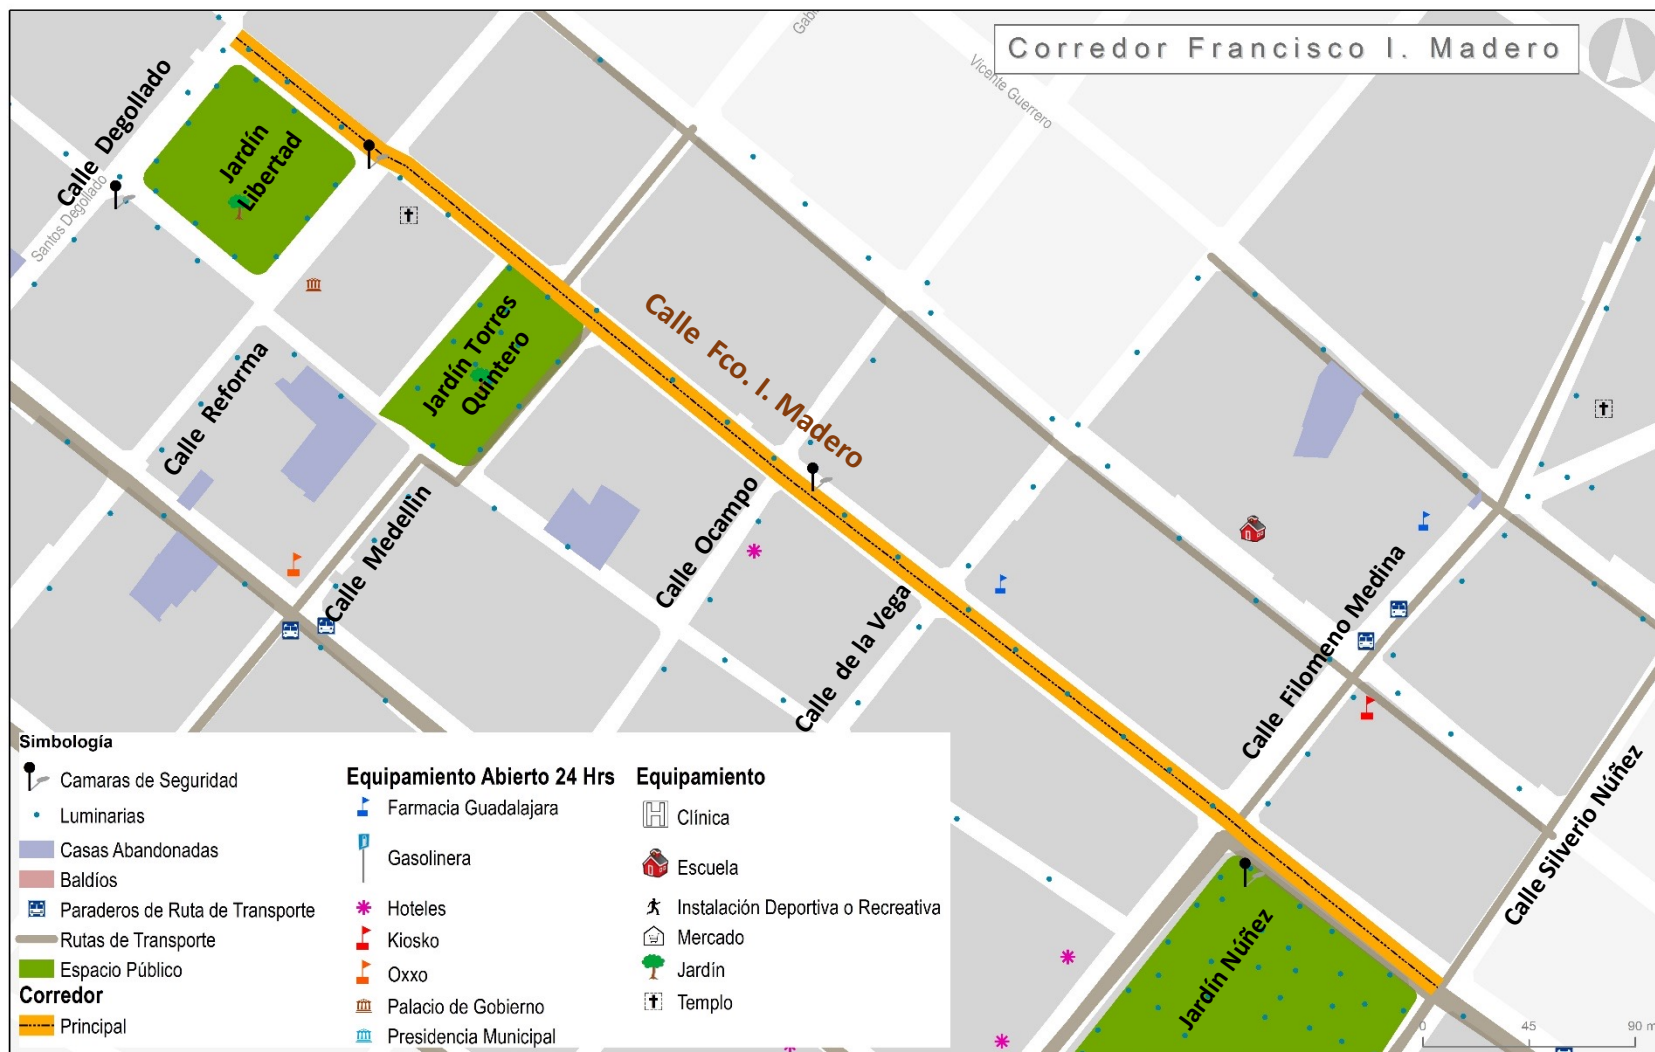 Corredor Francisco I. Madero
Vicente Guerrero
Calle Degollado
Santos Degollado
Jardín
Libertad
Calle Reforma
Jardín Torres
Quintero
Calle Medellin
Calle Fco. I. Madero
Calle Ocampo
Calle de la Vega
Calle Filomeno Medina
Calle Silverio Núñez
Jardín Núñez
Simbología
Camaras de Seguridad
Luminarias
Casas Abandonadas
Baldíos
Paraderos de Ruta de Transporte
Rutas de Transporte
Espacio Público
Corredor
Principal
Equipamiento Abierto 24 Hrs
Farmacia Guadalajara
Gasolinera
Hoteles
Kiosko
Oxxo
Palacio de Gobierno
Presidencia Municipal
Equipamiento
Clínica
Escuela
Instalación Deportiva o Recreativa
Mercado
Jardín
Templo
0 45 90 m